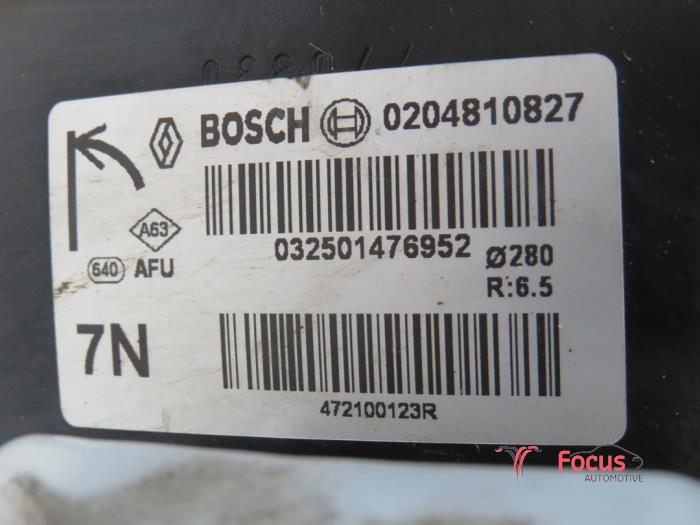 BOSCH 0204810827
A63
032501476952
640 AFU
Ø280
R:6.5
7N
472100123R
Focus
AUTOMOTIVE